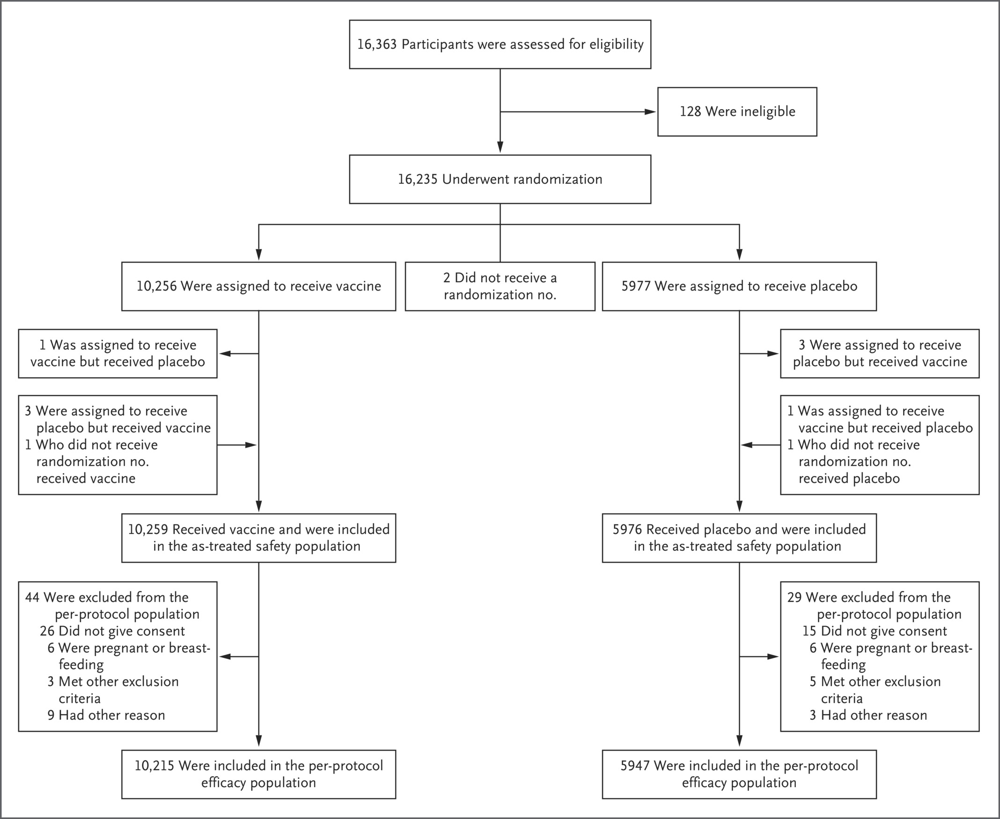 16,363 Participants were assessed for eligibility
128 Were ineligible
16,235 Underwent randomization
10,256 Were assigned to receive vaccine
2 Did not receive a
randomization no.
5977 Were assigned to receive placebo
1 Was assigned to receive
vaccine but received placebo
3 Were assigned to receive
placebo but received vaccine
3 Were assigned to receive
placebo but received vaccine
1 Who did not receive
randomization no.
received vaccine
1 Was assigned to receive
vaccine but received placebo
1 Who did not receive
randomization no.
received placebo
10,259 Received vaccine and were included
in the as-treated safety population
5976 Received placebo and were included
in the as-treated safety population
44 Were excluded from the
per-protocol population
26 Did not give consent
6 Were pregnant or breast-
feeding
3 Met other exclusion
criteria
9 Had other reason
29 Were excluded from the
per-protocol population
15 Did not give consent
6 Were pregnant or breast-
feeding
5 Met other exclusion
criteria
3 Had other reason
10,215 Were included in the per-protocol
efficacy population
5947 Were included in the per-protocol
efficacy population